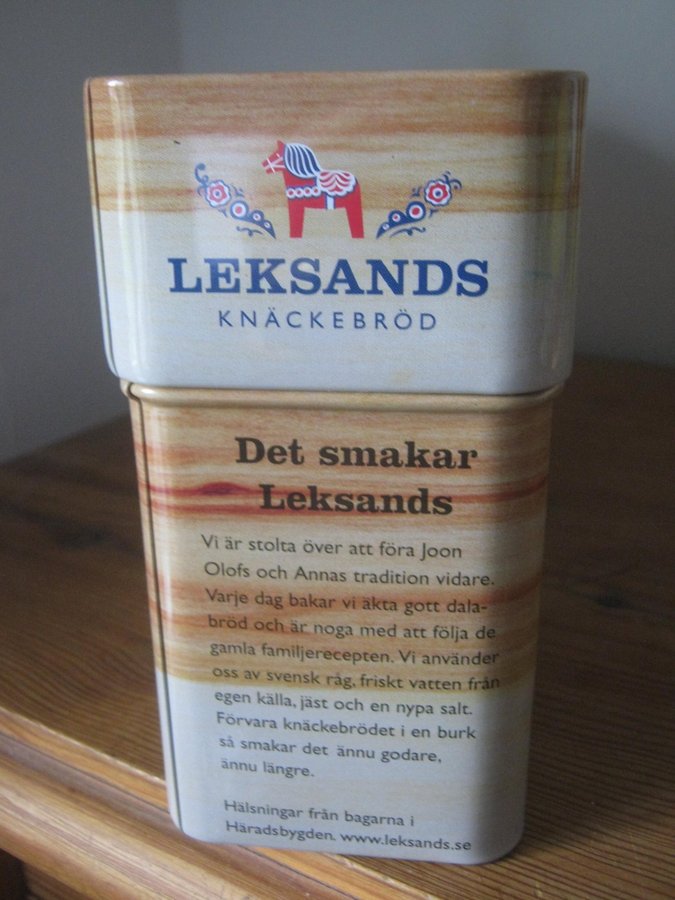 LEKSANDS
KNÄCKEBRÖD
Det smakar
Leksands
Vi är stolta över att föra Joon
Olofs och Annas tradition vidare.
Varje dag bakar vi äkta gott dala-
bröd och är noga med att följa de
gamla familjerecepten. Vi använder
oss av svensk råg, friskt vatten från
egen källa, jäst och en nypa salt.
Förvara knäckebrödet i en burk
så smakar det ännu godare,
ännu längre.
Hälsningar från bagarna i
Häradsbygden. www.leksands.se